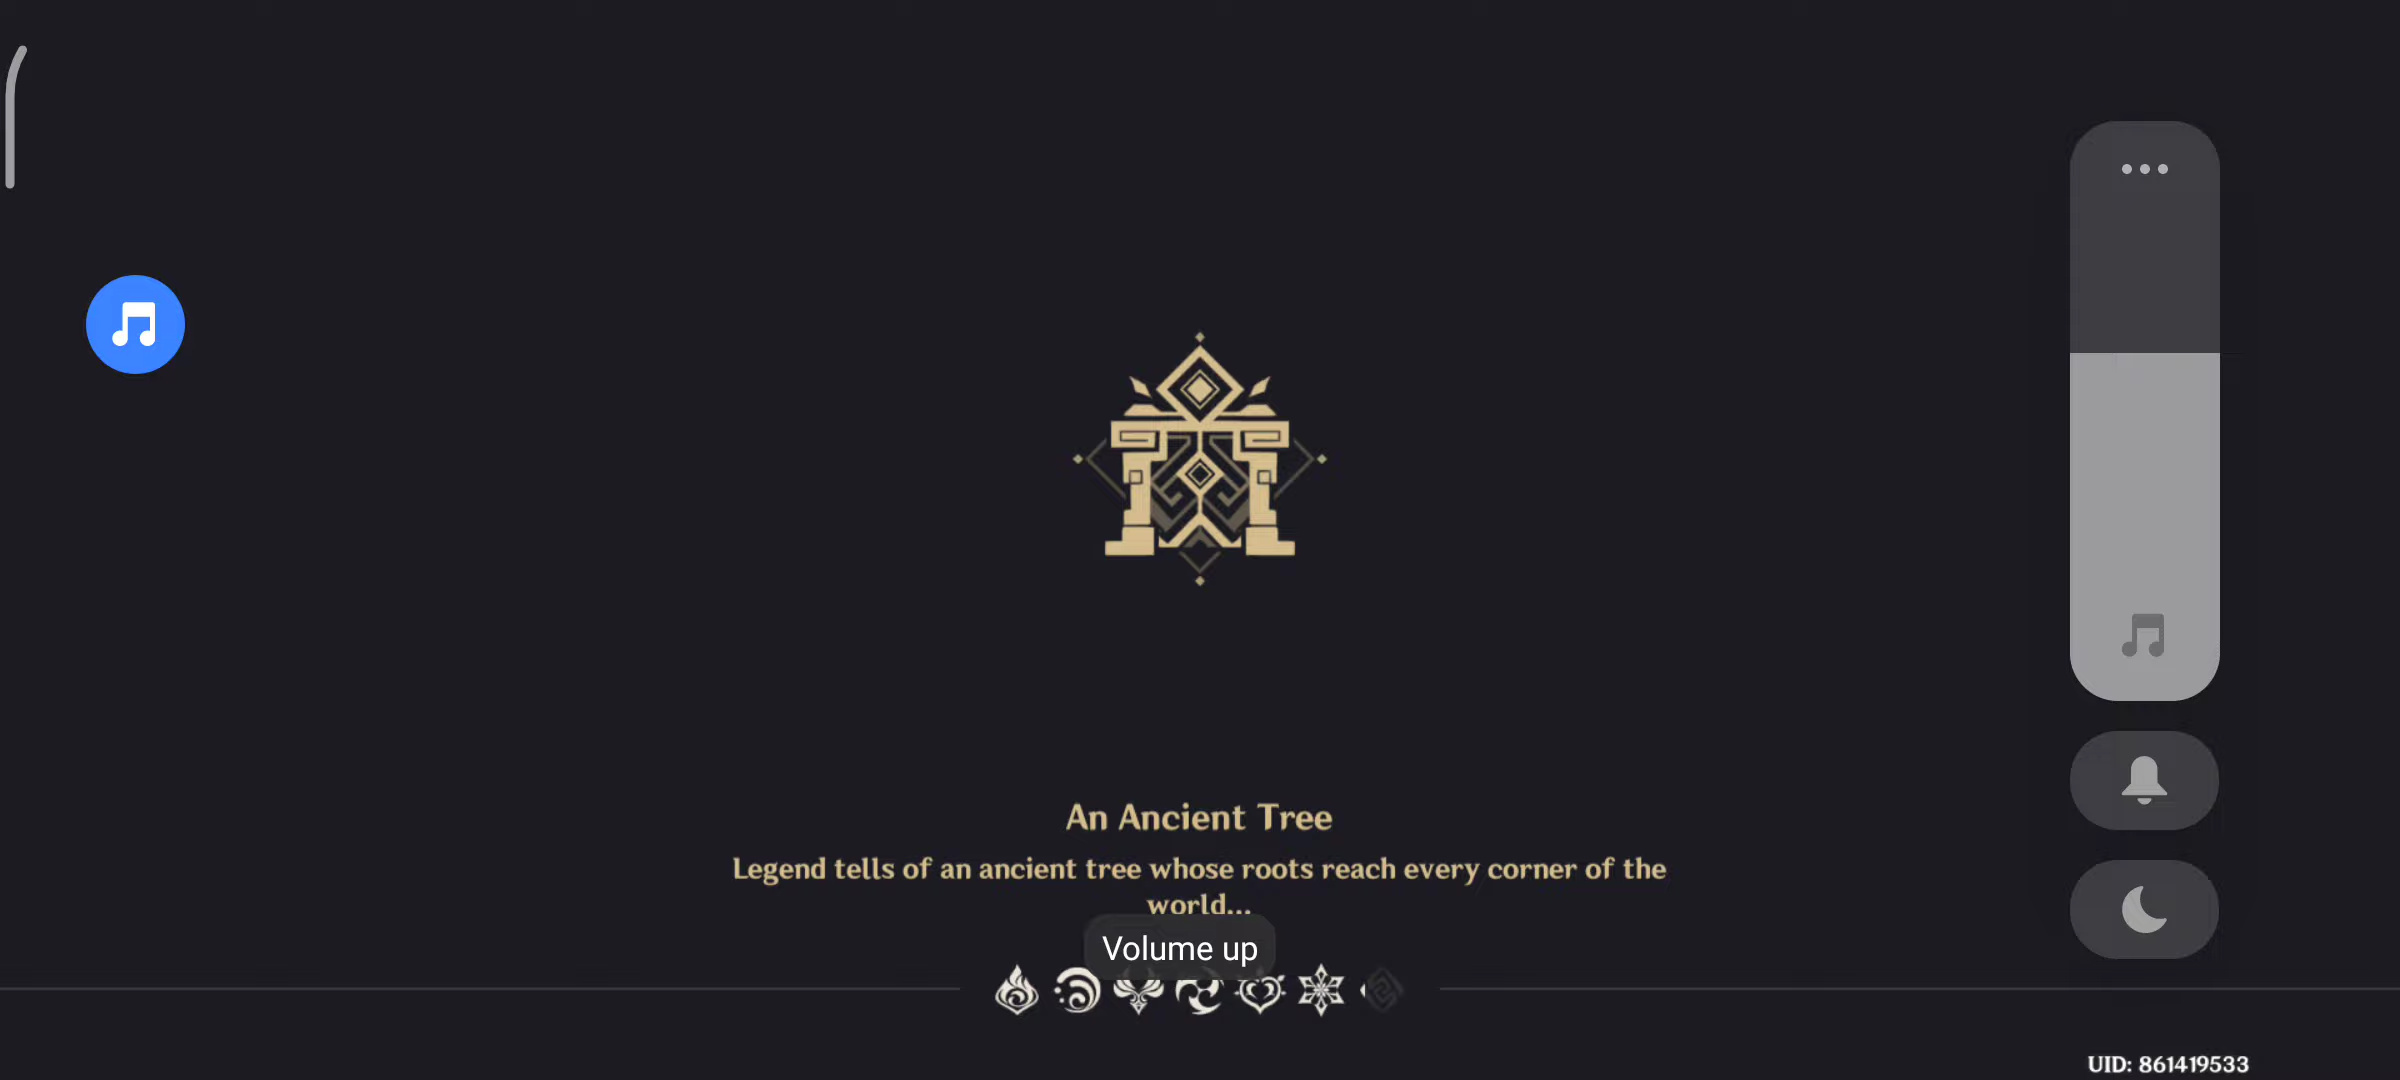 An Ancient Tree
Legend tells of an ancient tree whose roots reach every corner of the
world...
Volume up
UID: 861419533